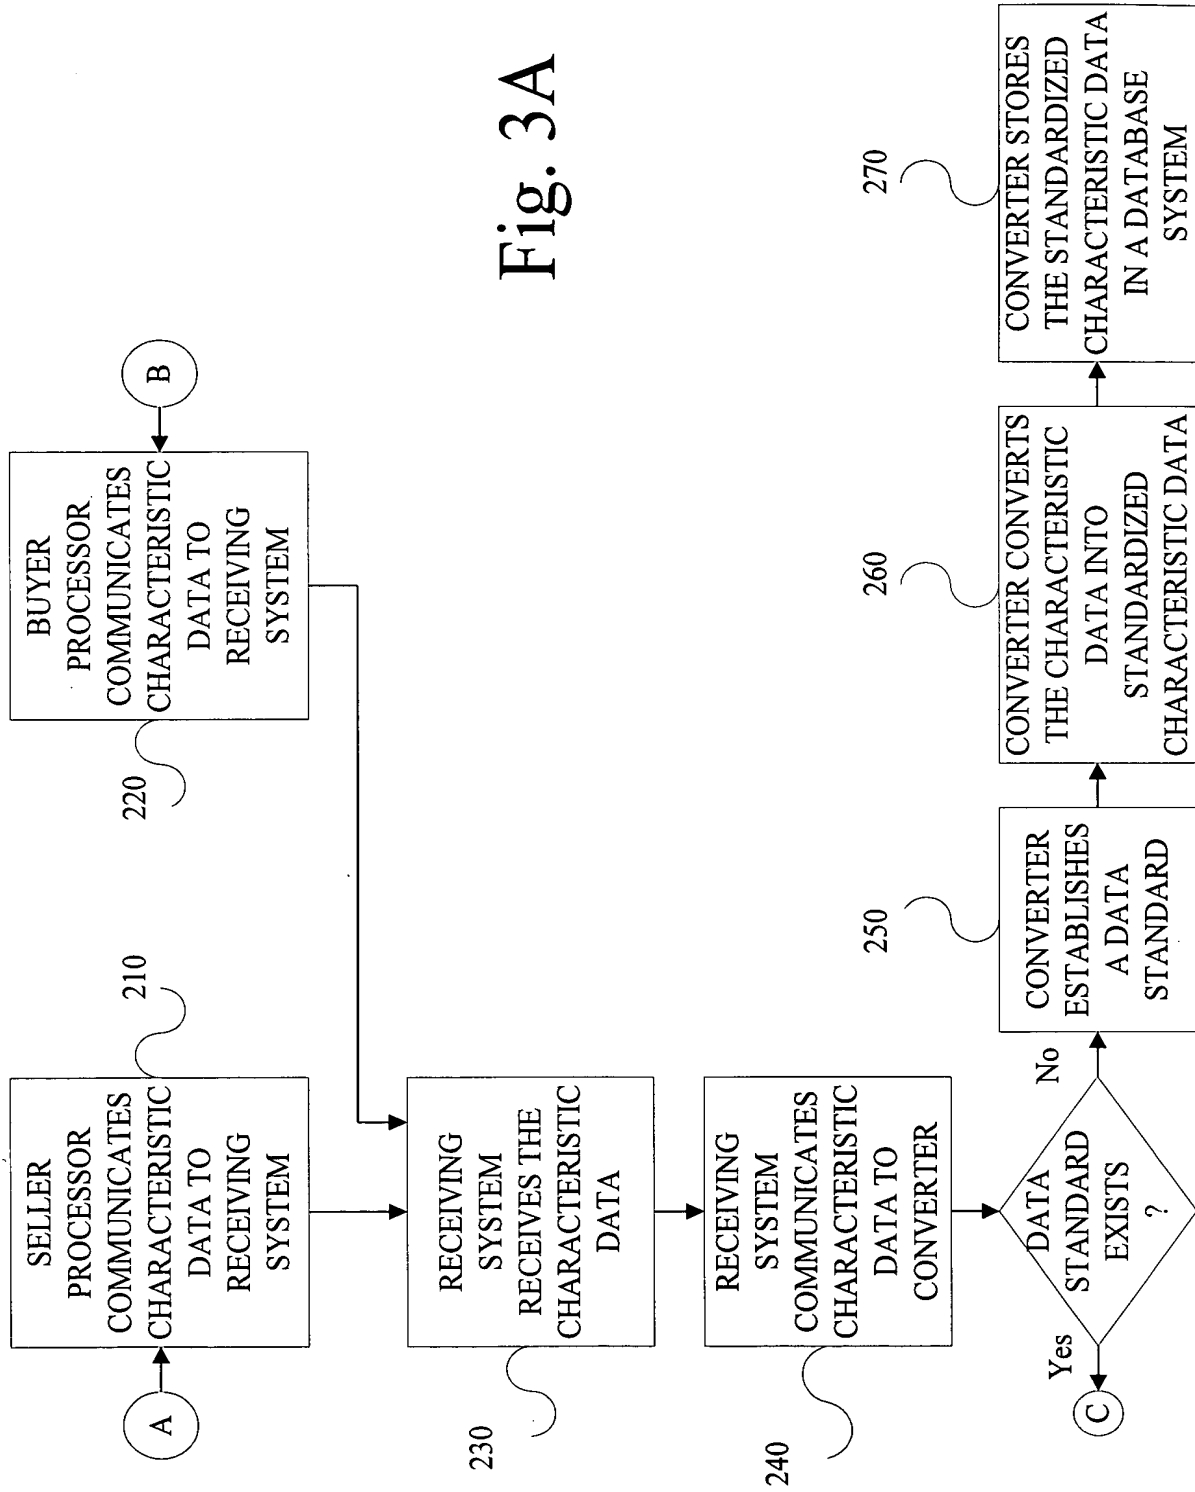 A
SELLER
PROCESSOR
COMMUNICATES
CHARACTERISTIC
DATA TO
RECEIVING
SYSTEM
210
BUYER
PROCESSOR
COMMUNICATES
CHARACTERISTIC
DATA TO
RECEIVING
SYSTEM
220
B
RECEIVING
SYSTEM
RECEIVES THE
CHARACTERISTIC
DATA
230
RECEIVING
SYSTEM
COMMUNICATES
CHARACTERISTIC
DATA TO
CONVERTER
240
DATA
STANDARD
EXISTS
?
Yes
C
No
CONVERTER
ESTABLISHES
A DATA
STANDARD
250
CONVERTER CONVERTS
THE CHARACTERISTIC
DATA INTO
STANDARDIZED
CHARACTERISTIC DATA
260
CONVERTER STORES
THE STANDARDIZED
CHARACTERISTIC DATA
IN A DATABASE
SYSTEM
270
Fig. 3A